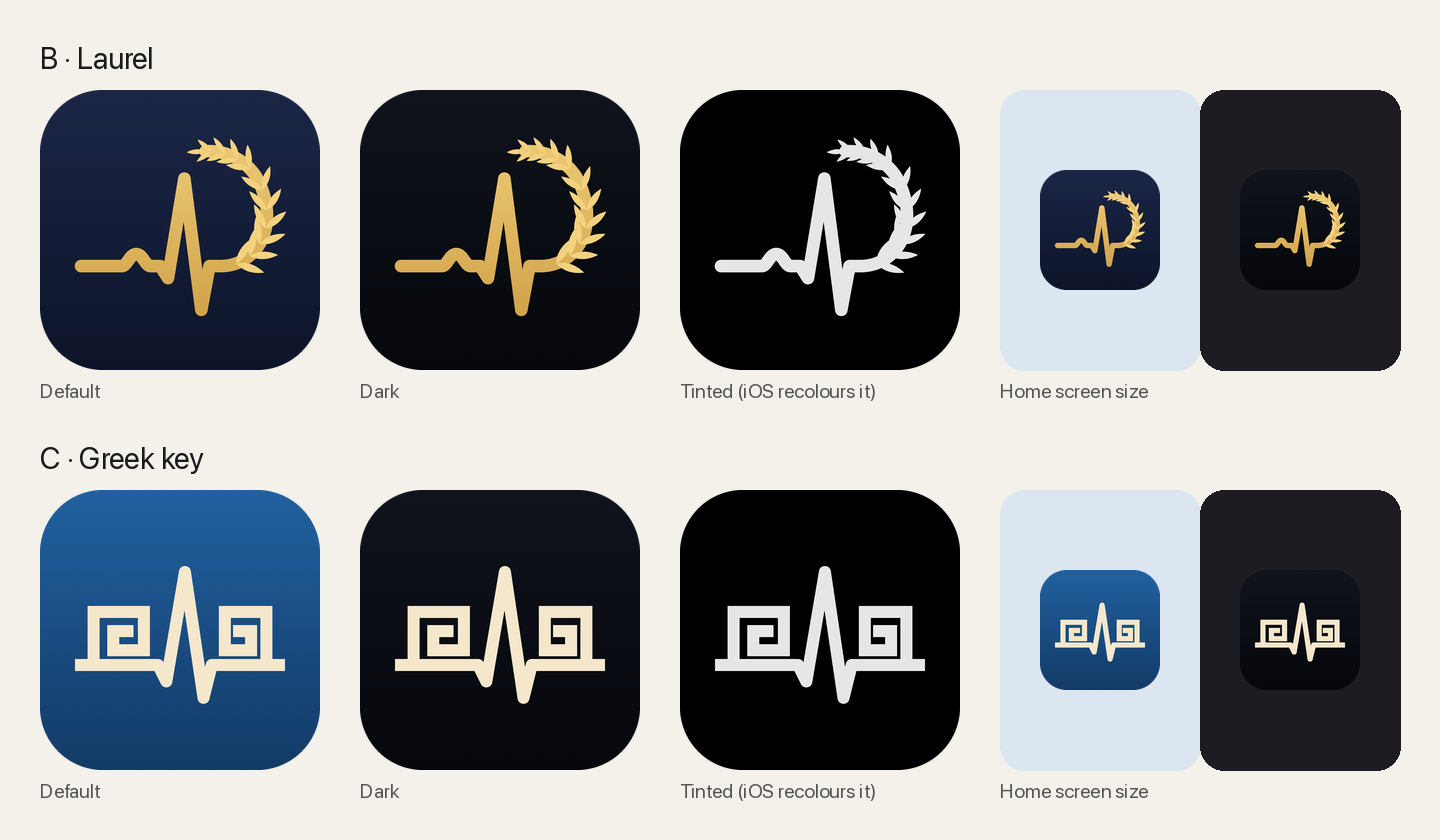 B · Laurel
Default
Dark
Tinted (iOS recolours it)
Home screen size
C · Greek key
Default
Dark
Tinted (iOS recolours it)
Home screen size